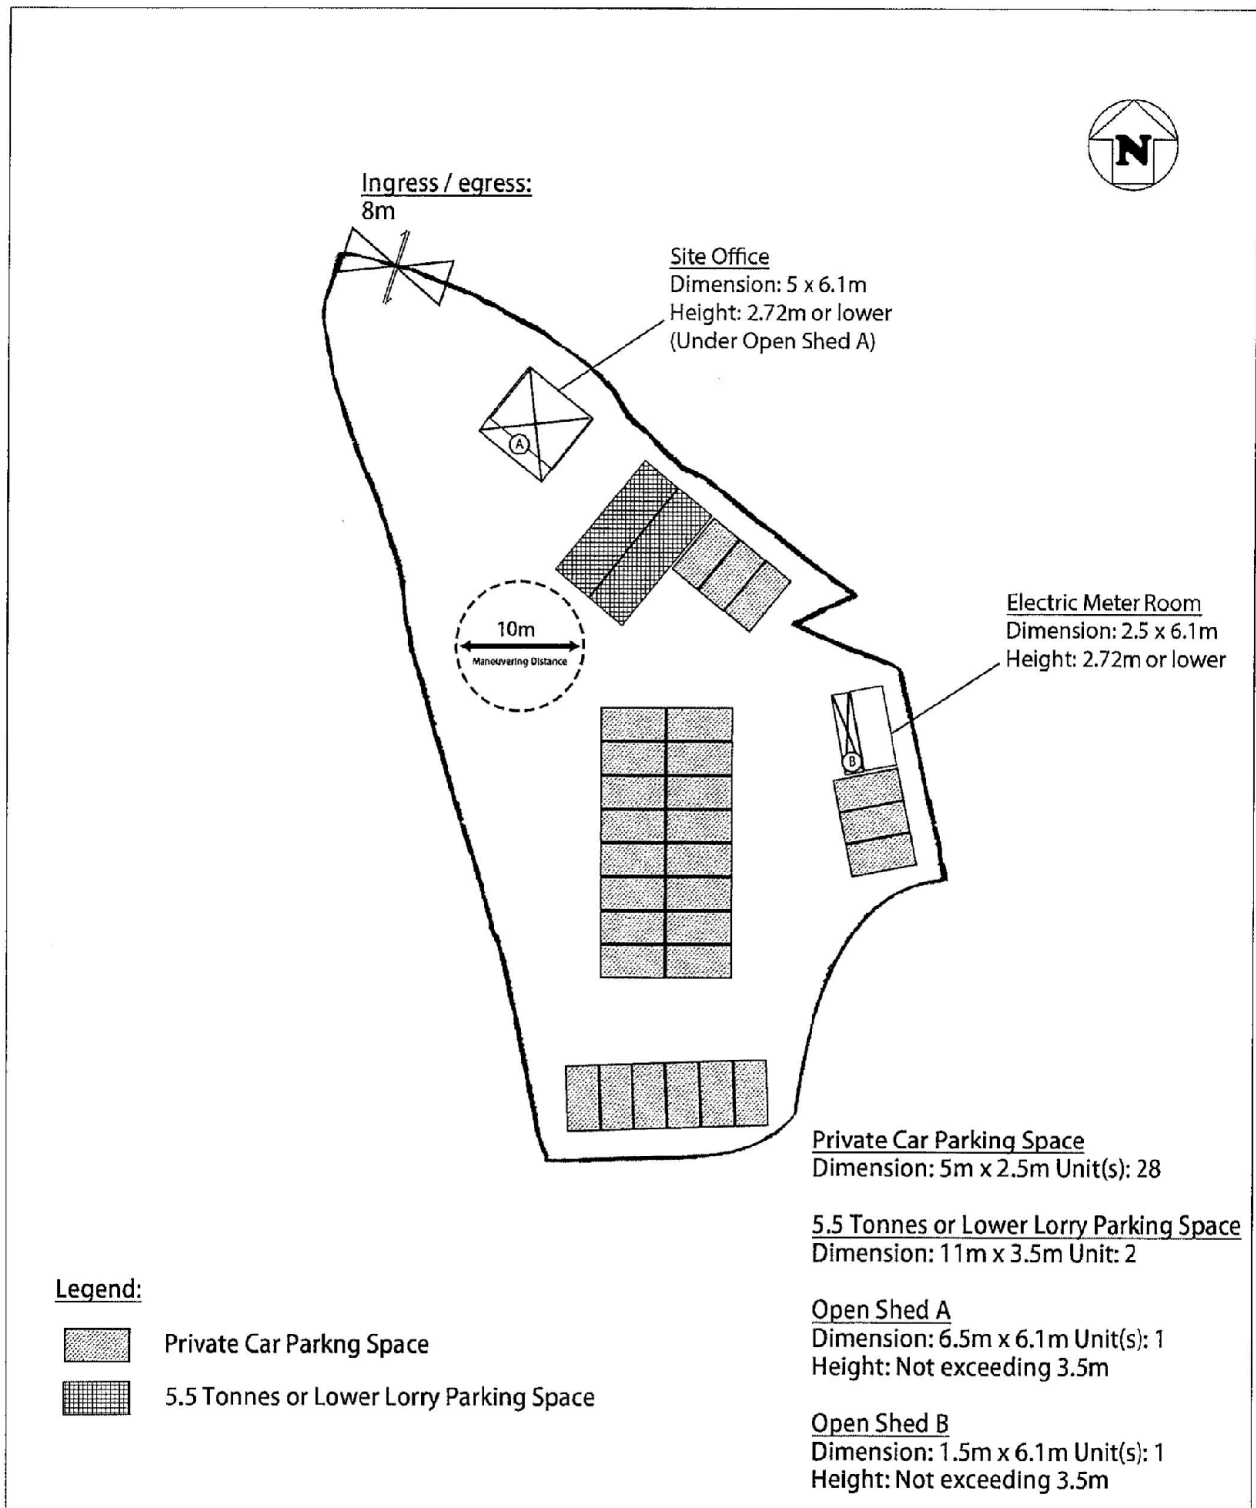 N
Ingress / egress:
8m
Site Office
Dimension: 5 x 6.1m
Height: 2.72m or lower
(Under Open Shed A)
A
10m
Manouvering Distance
Electric Meter Room
Dimension: 2.5 x 6.1m
Height: 2.72m or lower
B
Private Car Parking Space
Dimension: 5m x 2.5m Unit(s): 28
5.5 Tonnes or Lower Lorry Parking Space
Dimension: 11m x 3.5m Unit: 2
Open Shed A
Dimension: 6.5m x 6.1m Unit(s): 1
Height: Not exceeding 3.5m
Open Shed B
Dimension: 1.5m x 6.1m Unit(s): 1
Height: Not exceeding 3.5m
Legend:
Private Car Parkng Space
5.5 Tonnes or Lower Lorry Parking Space